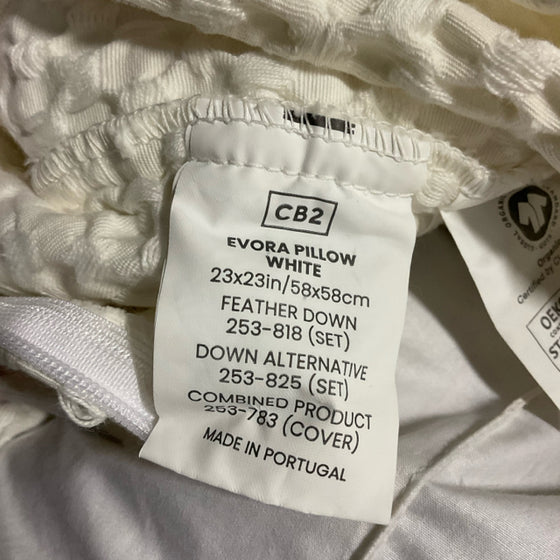 CB2
EVORA PILLOW
WHITE
23x23in/58x58cm
FEATHER DOWN
253-818 (SET)
DOWN ALTERNATIVE
253-825 (SET)
COMBINED PRODUCT
253-783 (COVER)
MADE IN PORTUGAL